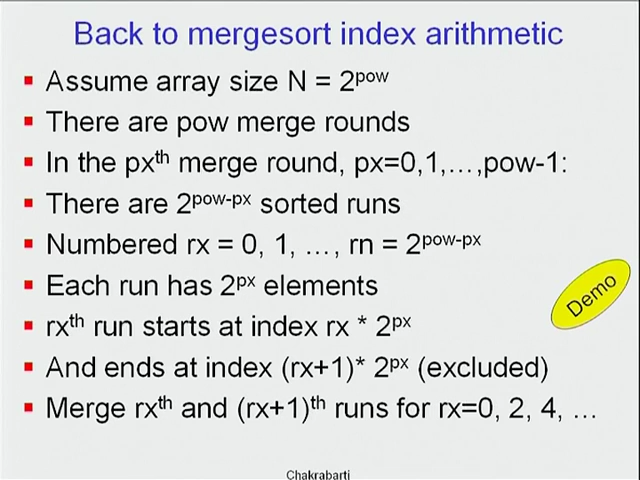 Back to mergesort index arithmetic
Assume array size N = 2^pow
There are pow merge rounds
In the px^th merge round, px=0,1,…,pow-1:
There are 2^pow-px sorted runs
Numbered rx = 0, 1, …, rn = 2^pow-px
Each run has 2^px elements
rx^th run starts at index rx * 2^px
And ends at index (rx+1)* 2^px (excluded)
Merge rx^th and (rx+1)^th runs for rx=0, 2, 4, …
Demo
Chakrabarti